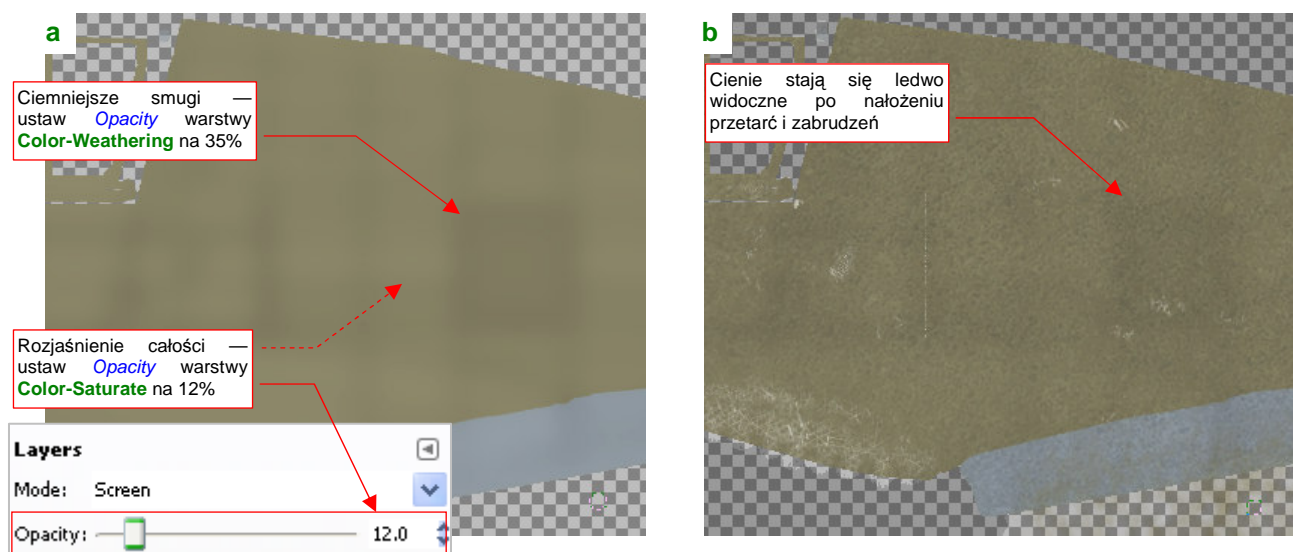 a
Ciemniejsze smugi —
ustaw Opacity warstwy
Color-Weathering na 35%
Rozjaśnienie całości —
ustaw Opacity warstwy
Color-Saturate na 12%
Layers
Mode: Screen
Opacity: 12.0
b
Cienie stają się ledwo
widoczne po nałożeniu
przetarć i zabrudzeń